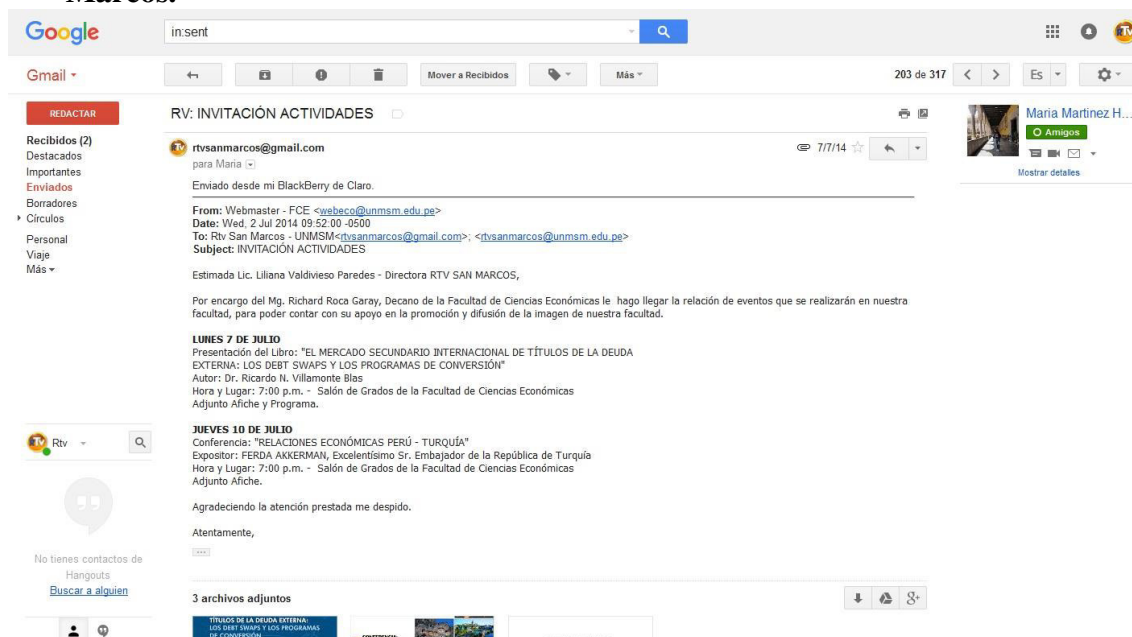 Marcos.
Google
in:sent
Gmail
Mover a Recibidos
Más
203 de 317
Es
REDACTAR
Recibidos (2)
Destacados
Importantes
Enviados
Borradores
Círculos
Personal
Viaje
Más
RV: INVITACIÓN ACTIVIDADES
rtvsanmarcos@gmail.com
7/7/14
para Maria
Enviado desde mi BlackBerry de Claro.
From: Webmaster - FCE <webeco@unmsm.edu.pe>
Date: Wed, 2 Jul 2014 09:52:00 -0500
To: Rtv San Marcos - UNMSM<rtvsanmarcos@gmail.com>; <rtvsanmarcos@unmsm.edu.pe>
Subject: INVITACIÓN ACTIVIDADES
Estimada Lic. Liliana Valdivieso Paredes - Directora RTV SAN MARCOS,
Por encargo del Mg. Richard Roca Garay, Decano de la Facultad de Ciencias Económicas le hago llegar la relación de eventos que se realizarán en nuestra
facultad, para poder contar con su apoyo en la promoción y difusión de la imagen de nuestra facultad.
LUNES 7 DE JULIO
Presentación del Libro: "EL MERCADO SECUNDARIO INTERNACIONAL DE TÍTULOS DE LA DEUDA
EXTERNA: LOS DEBT SWAPS Y LOS PROGRAMAS DE CONVERSIÓN"
Autor: Dr. Ricardo N. Villamonte Blas
Hora y Lugar: 7:00 p.m. - Salón de Grados de la Facultad de Ciencias Económicas
Adjunto Afiche y Programa.
JUEVES 10 DE JULIO
Conferencia: "RELACIONES ECONÓMICAS PERÚ - TURQUÍA"
Expositor: FERDA AKKERMAN, Excelentísimo Sr. Embajador de la República de Turquía
Hora y Lugar: 7:00 p.m. - Salón de Grados de la Facultad de Ciencias Económicas
Adjunto Afiche.
Agradeciendo la atención prestada me despido.
Atentamente,
3 archivos adjuntos
TÍTULOS DE LA DEUDA EXTERNA:
LOS DEBT SWAPS Y LOS PROGRAMAS
DE CONVERSIÓN
CONFERENCIA:
Maria Martinez H...
Amigos
Mostrar detalles
Rtv
No tienes contactos de
Hangouts
Buscar a alguien